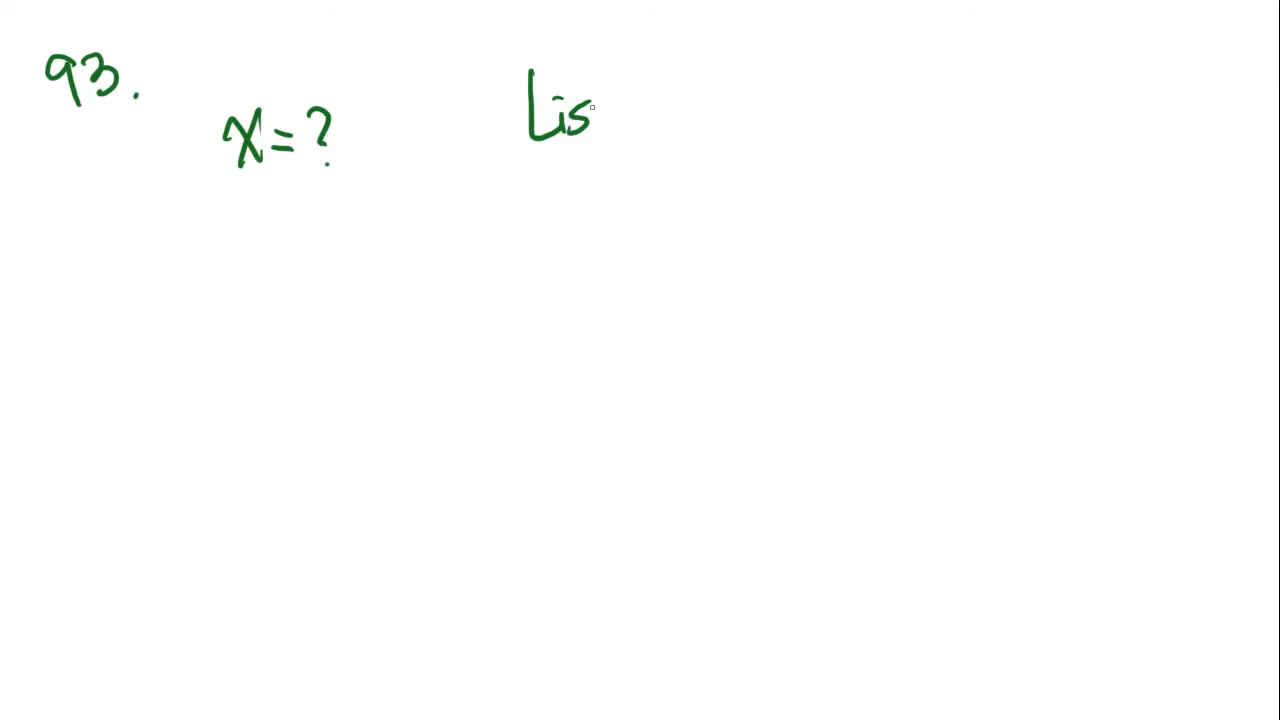 93.
x = ?
Lis